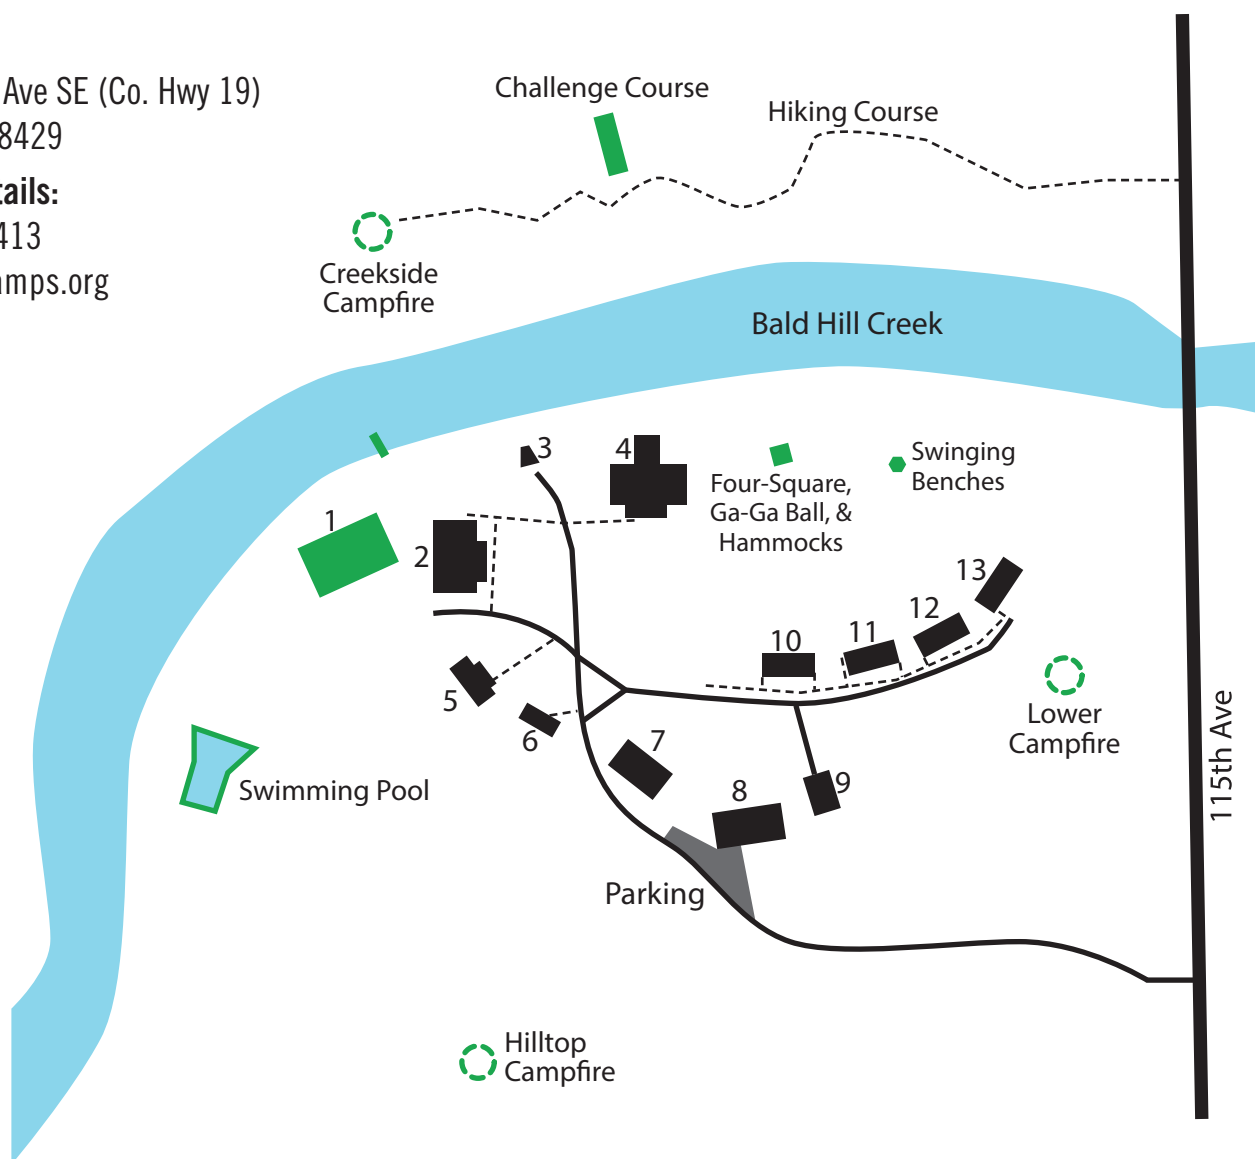 Ave SE (Co. Hwy 19)
8429
tails:
413
amps.org
Challenge Course
Hiking Course
Creekside
Campfire
Bald Hill Creek
1
2
3
4
Four-Square,
Ga-Ga Ball, &
Hammocks
Swinging
Benches
5
6
7
8
9
10
11
12
13
Lower
Campfire
115th Ave
Swimming Pool
Parking
Hilltop
Campfire